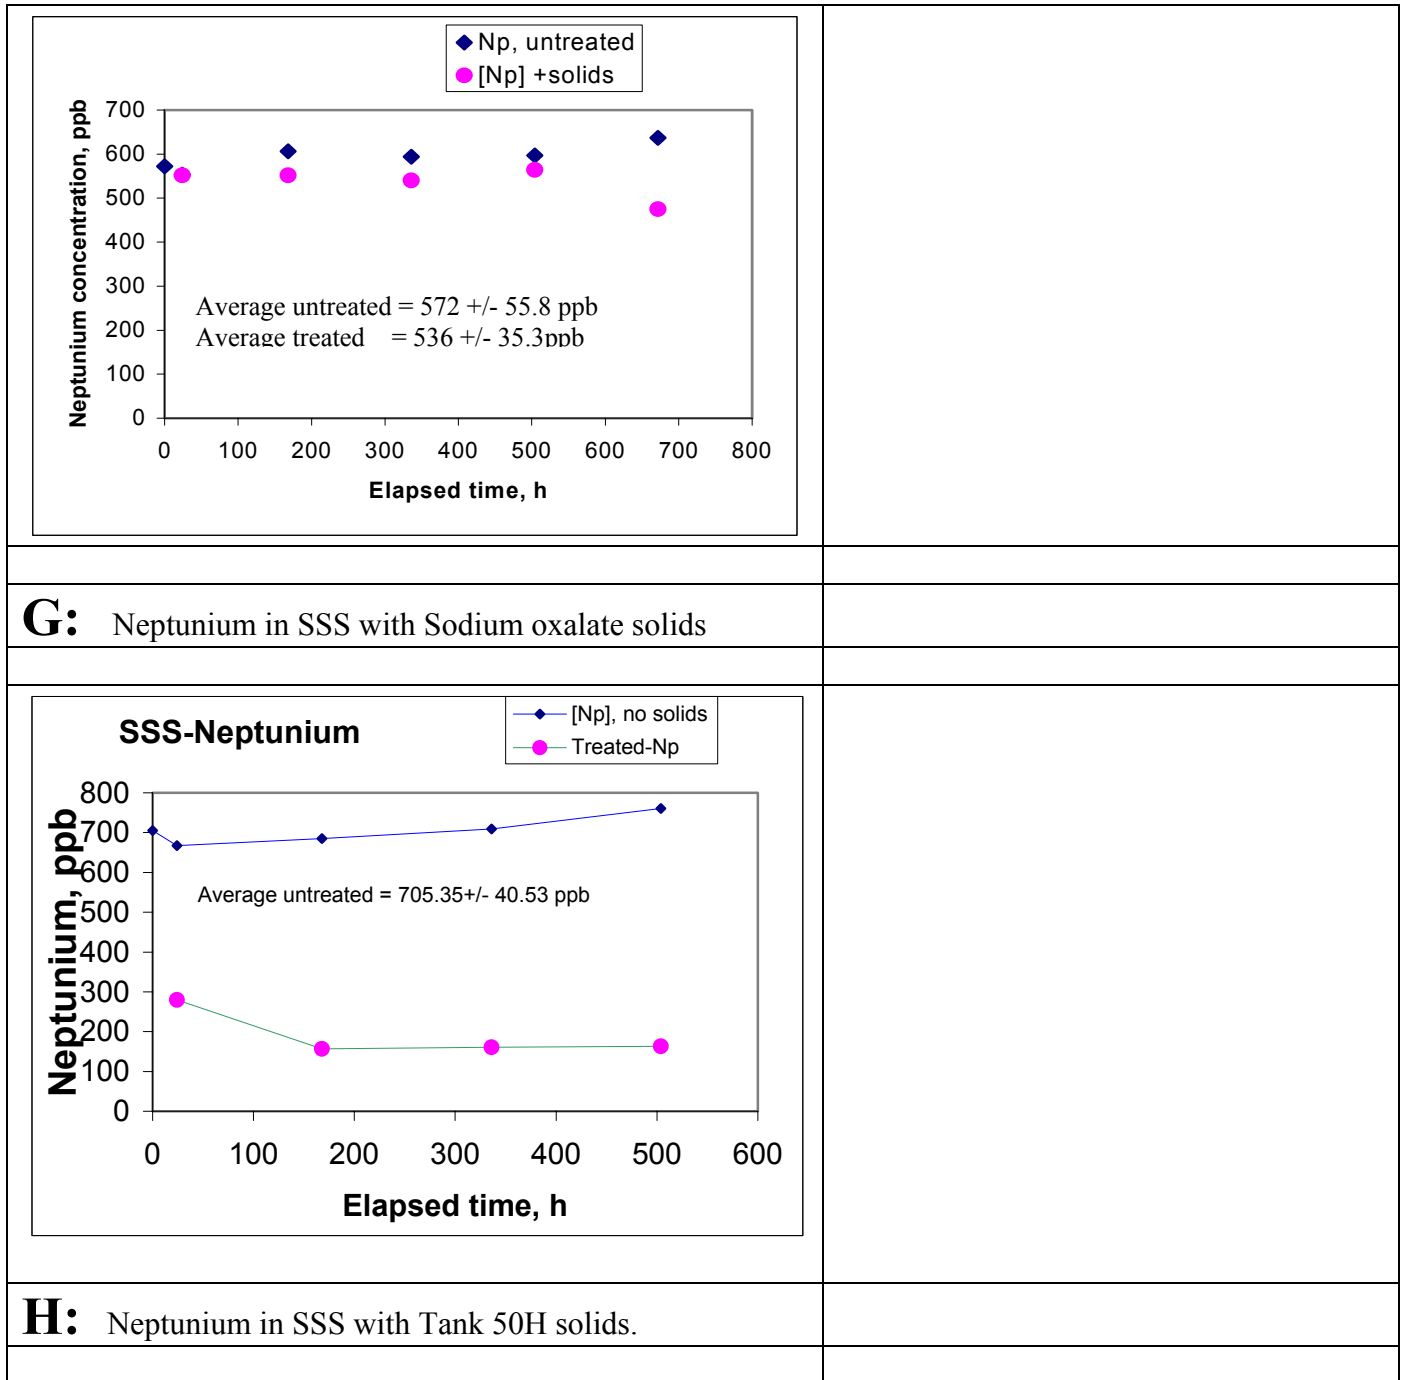 Np, untreated
[Np] +solids
Neptunium concentration, ppb
700
600
500
400
300
200
100
0
Average untreated = 572 +/- 55.8 ppb
Average treated = 536 +/- 35.3ppb
0 100 200 300 400 500 600 700 800
Elapsed time, h
G: Neptunium in SSS with Sodium oxalate solids
SSS-Neptunium
[Np], no solids
Treated-Np
Neptunium, ppb
800
700
600
500
400
300
200
100
0
Average untreated = 705.35+/- 40.53 ppb
0 100 200 300 400 500 600
Elapsed time, h
H: Neptunium in SSS with Tank 50H solids.